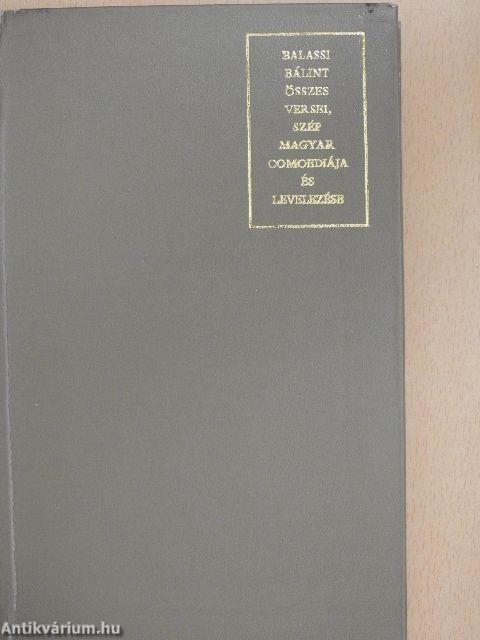 BALASSI
BÁLINT
ÖSSZES
VERSEI,
SZÉP
MAGYAR
COMOEDIÁJA
ÉS
LEVELEZÉSE
Antikvárium.hu